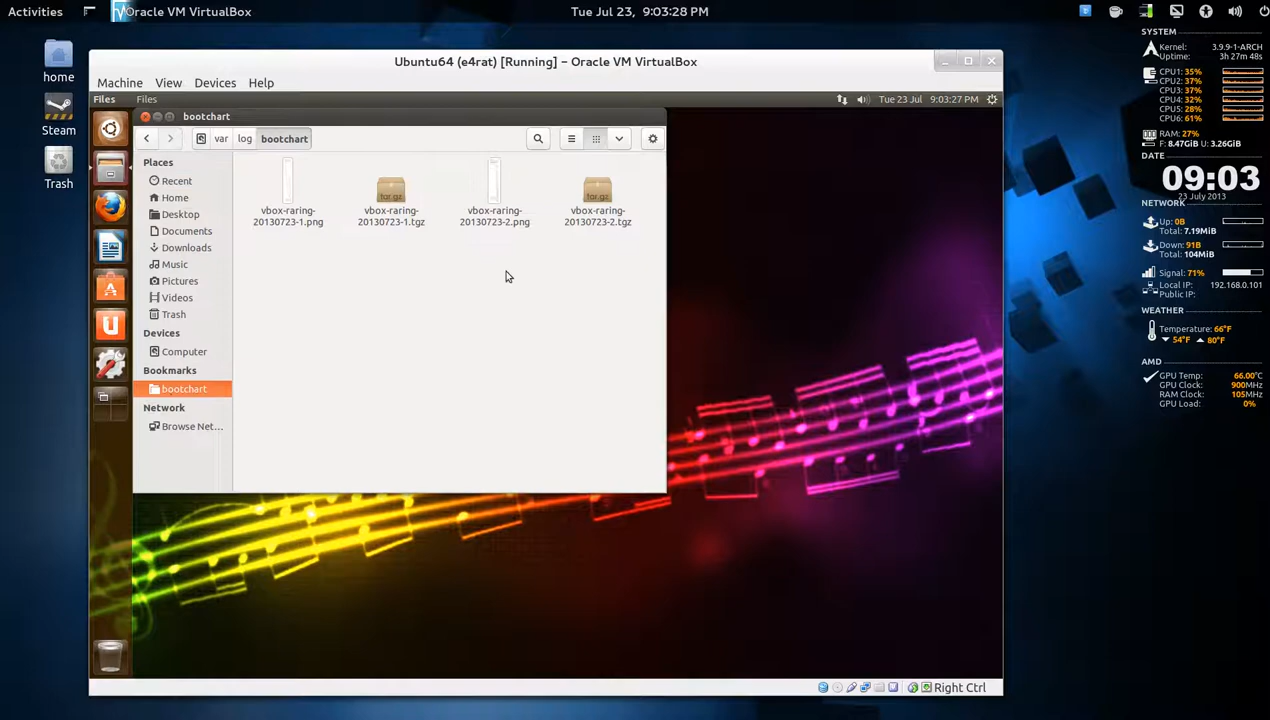 Activities
Oracle VM VirtualBox
Tue Jul 23, 9:03:28 PM
home
Steam
Trash
Ubuntu64 (e4rat) [Running] – Oracle VM VirtualBox
Machine View Devices Help
Files Files
Tue 23 Jul 9:03:27 PM
bootchart
var log bootchart
Places
Recent
Home
Desktop
Documents
Downloads
Music
Pictures
Videos
Trash
Devices
Computer
Bookmarks
bootchart
Network
Browse Net...
tar.gz
tar.gz
vbox-raring-
20130723-1.png
vbox-raring-
20130723-1.tgz
vbox-raring-
20130723-2.png
vbox-raring-
20130723-2.tgz
Right Ctrl
SYSTEM
Kernel: 3.9.9-1-ARCH
Uptime: 3h 27m 48s
CPU1: 35%
CPU2: 37%
CPU3: 37%
CPU4: 32%
CPU5: 28%
CPU6: 61%
RAM: 27%
F: 8.47GiB U: 3.26GiB
DATE
09:03
23 July 2013
NETWORK
Up: 0B
Total: 7.19MiB
Down: 91B
Total: 104MiB
Signal: 71%
Local IP: 192.168.0.101
Public IP:
WEATHER
Temperature: 66°F
54°F 80°F
AMD
GPU Temp: 66.00°C
GPU Clock: 900MHz
RAM Clock: 105MHz
GPU Load: 0%